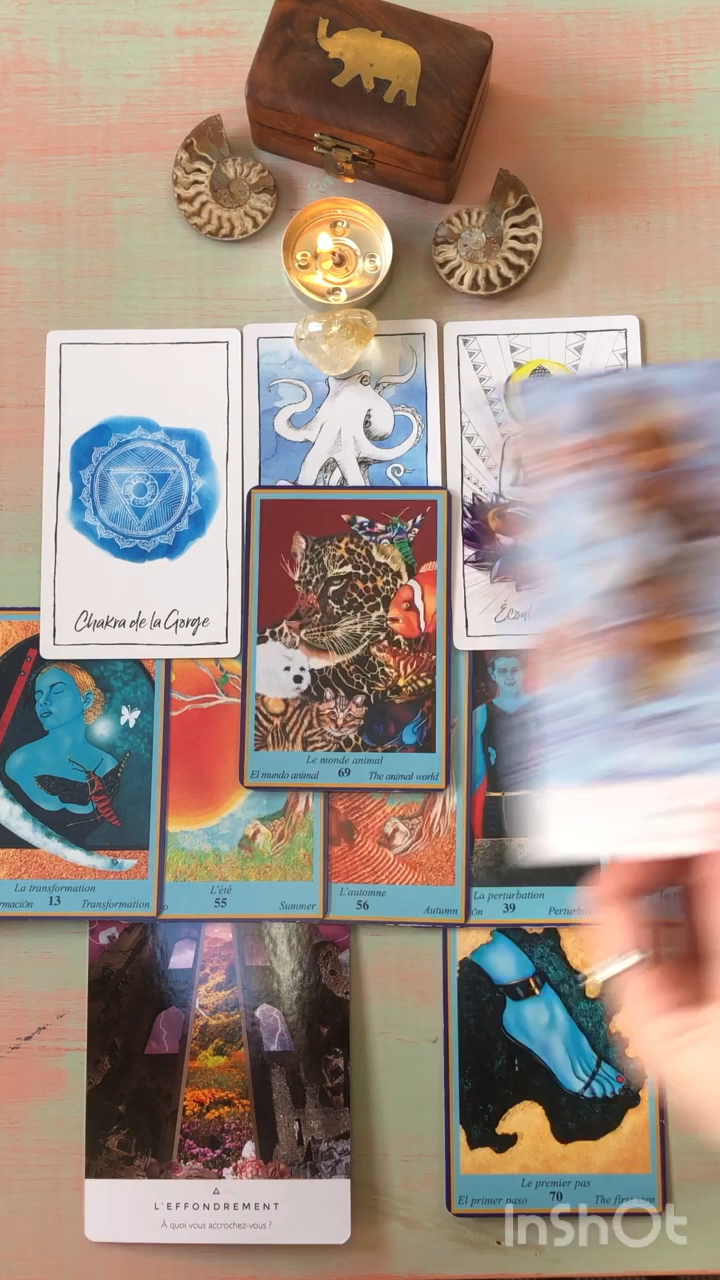 Chakra de la Gorge
Le monde animal
El mundo animal 69 The animal world
La transformation
13 Transformation
L'été
55 Summer
L'automne
56 Autumn
La perturbation
39
L'EFFONDREMENT
À quoi vous accrochez-vous ?
Le premier pas
El primer paso 70 The first
InShOt